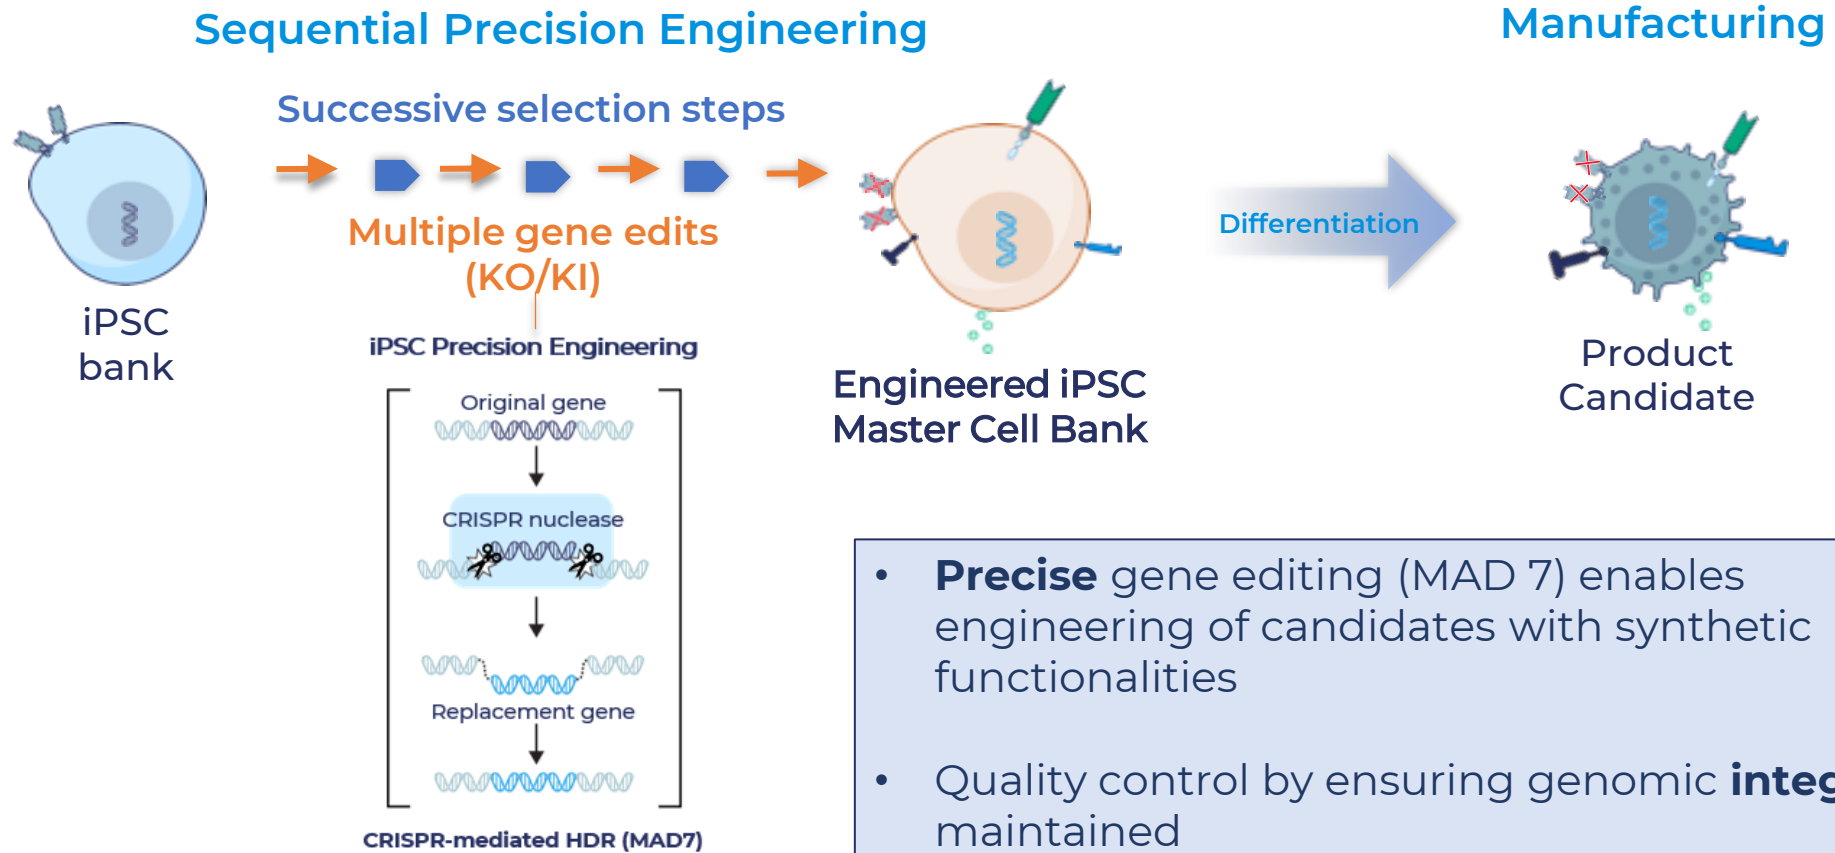 Sequential Precision Engineering
Manufacturing
Successive selection steps
Multiple gene edits
(KO/KI)
iPSC
bank
iPSC Precision Engineering
Original gene
CRISPR nuclease
Replacement gene
CRISPR-mediated HDR (MAD7)
Engineered iPSC
Master Cell Bank
Differentiation
Product
Candidate
• Precise gene editing (MAD 7) enables
engineering of candidates with synthetic
functionalities
• Quality control by ensuring genomic
maintained